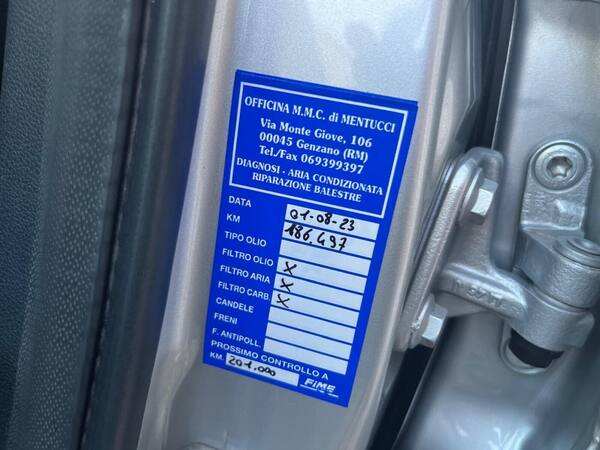 OFFICINA M.M.C. di MENTUCCI
Via Monte Giove, 106
00045 Genzano (RM)
Tel./Fax 069399397
DIAGNOSI - ARIA CONDIZIONATA
RIPARAZIONE BALESTRE
DATA 01-08-23
KM 186.497
TIPO OLIO
FILTRO OLIO X
FILTRO ARIA X
FILTRO CARB. X
CANDELE
FRENI
F. ANTIPOLL.
PROSSIMO CONTROLLO A
KM. 201.000 FIME